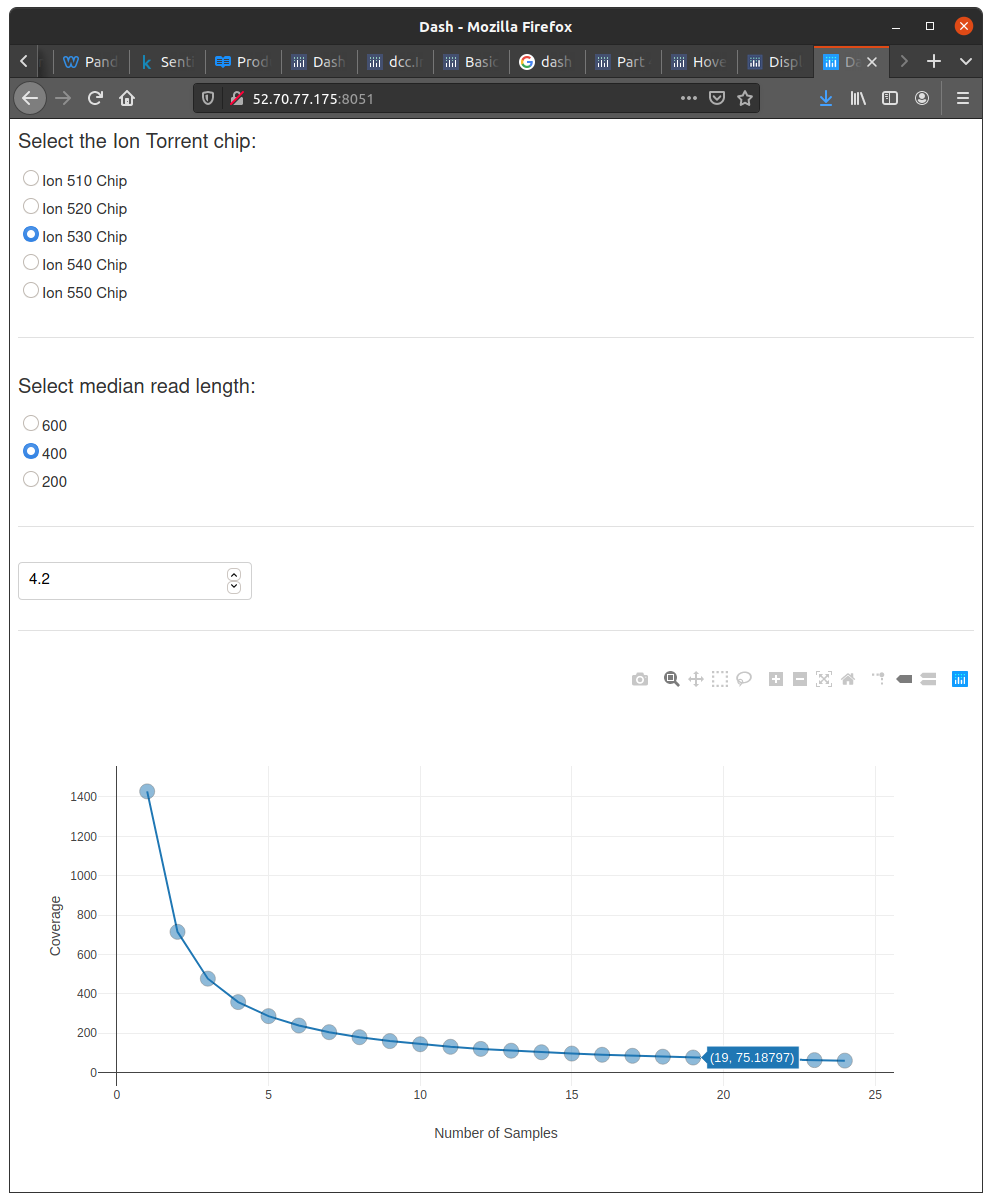 Dash - Mozilla Firefox
Pand Senti Prod Dash dcc.In Basic dash Part - Hove Displ Da
52.70.77.175:8051
Select the Ion Torrent chip:
Ion 510 Chip
Ion 520 Chip
Ion 530 Chip
Ion 540 Chip
Ion 550 Chip
Select median read length:
600
400
200
4.2
1400
1200
1000
800
600
400
200
0
Coverage
(19, 75.18797)
0 5 10 15 20 25
Number of Samples